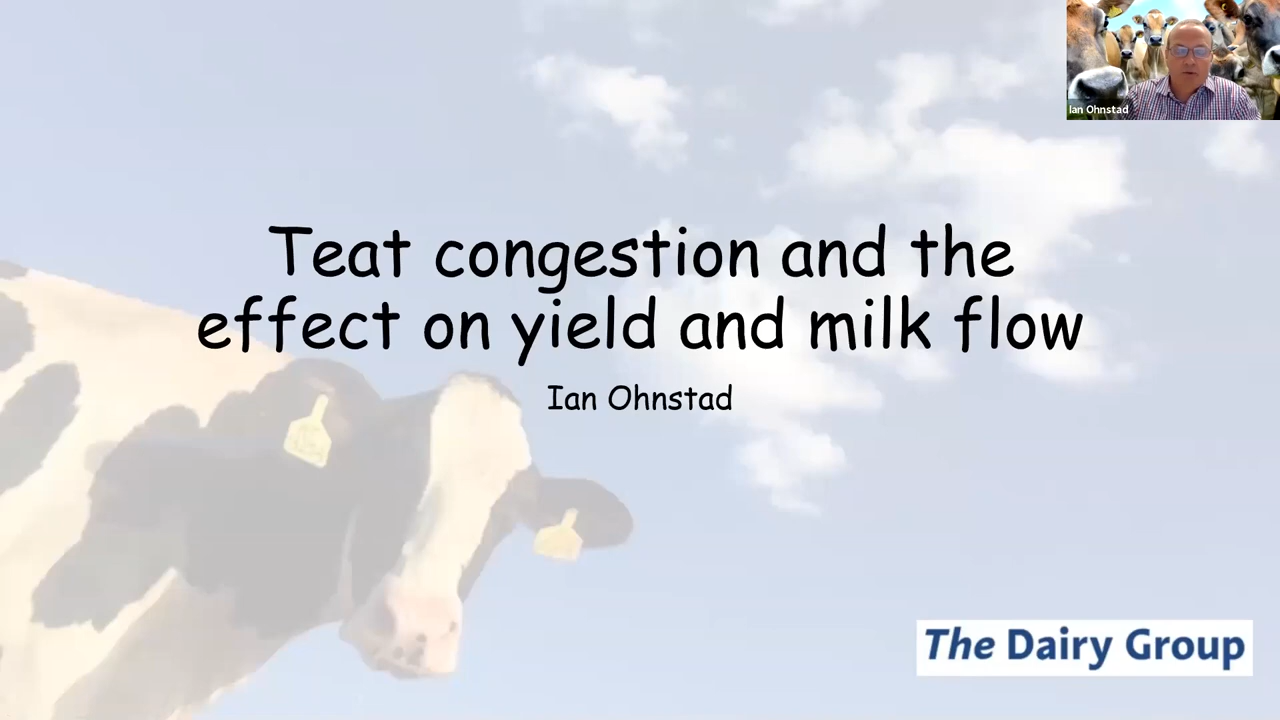 Ian Ohnstad
Teat congestion and the
effect on yield and milk flow
Ian Ohnstad
The Dairy Group